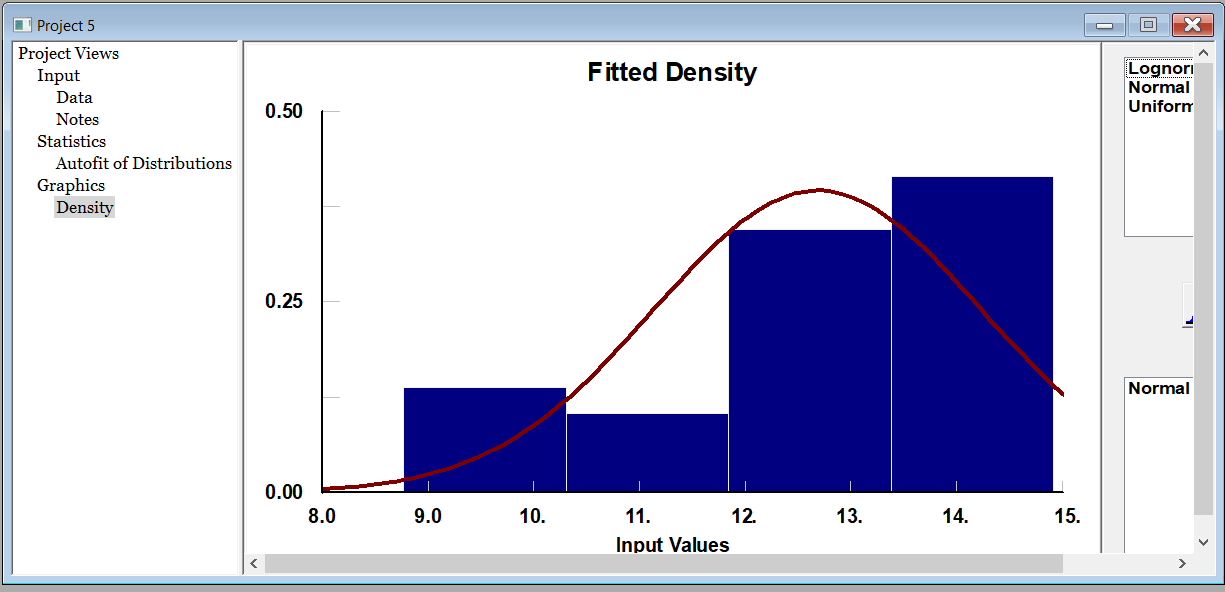 Project 5
Project Views
Input
Data
Notes
Statistics
Autofit of Distributions
Graphics
Density
Fitted Density
0.50
0.25
0.00
8.0 9.0 10. 11. 12. 13. 14. 15.
Input Values
Normal
Uniform
Normal